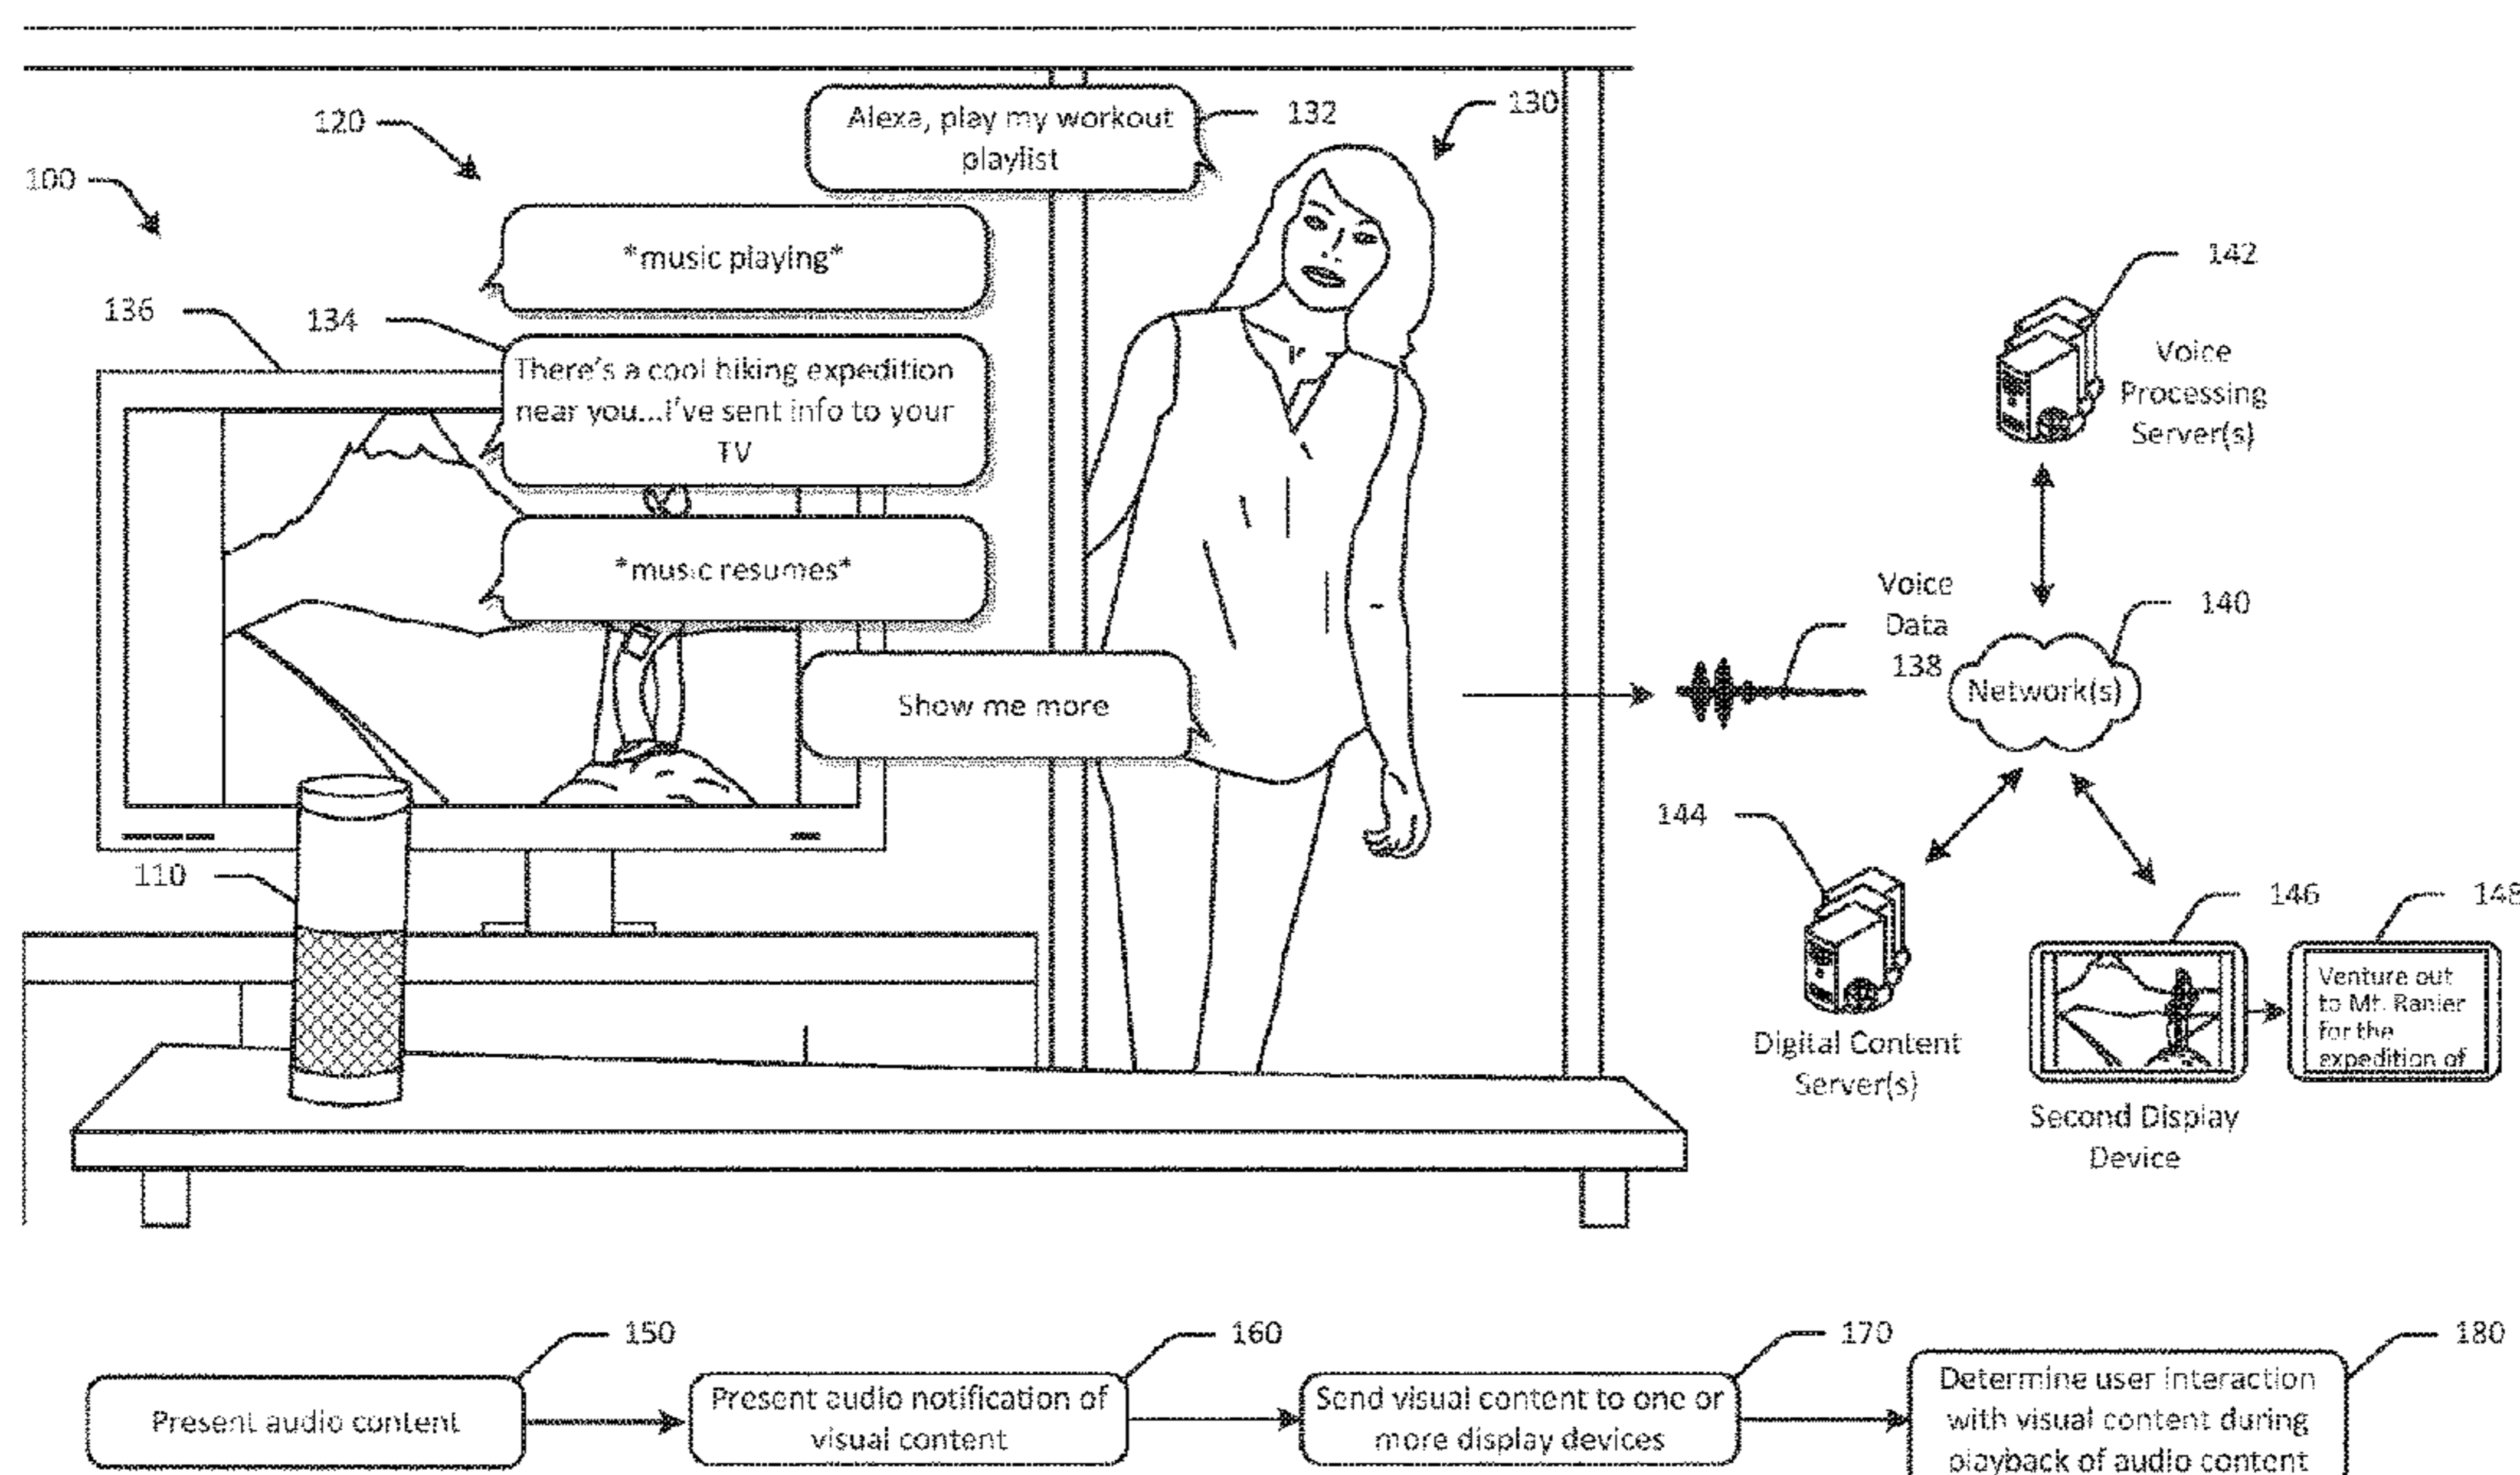 Alexa, play my workout
playlist
132
130
120
100
*music playing*
136
134
There's a cool hiking expedition
near you...i've sent info to your
TV
*music resumes*
Show me more
110
142
Voice
Processing
Server(s)
Voice
Data
138
140
Network(s)
144
Digital Content
Server(s)
146
148
Venture out
to Mt. Ranier
for the
expedition of
Second Display
Device
150
Present audio content
160
Present audio notification of
visual content
170
Send visual content to one or
more display devices
180
Determine user interaction
with visual content during
playback of audio content